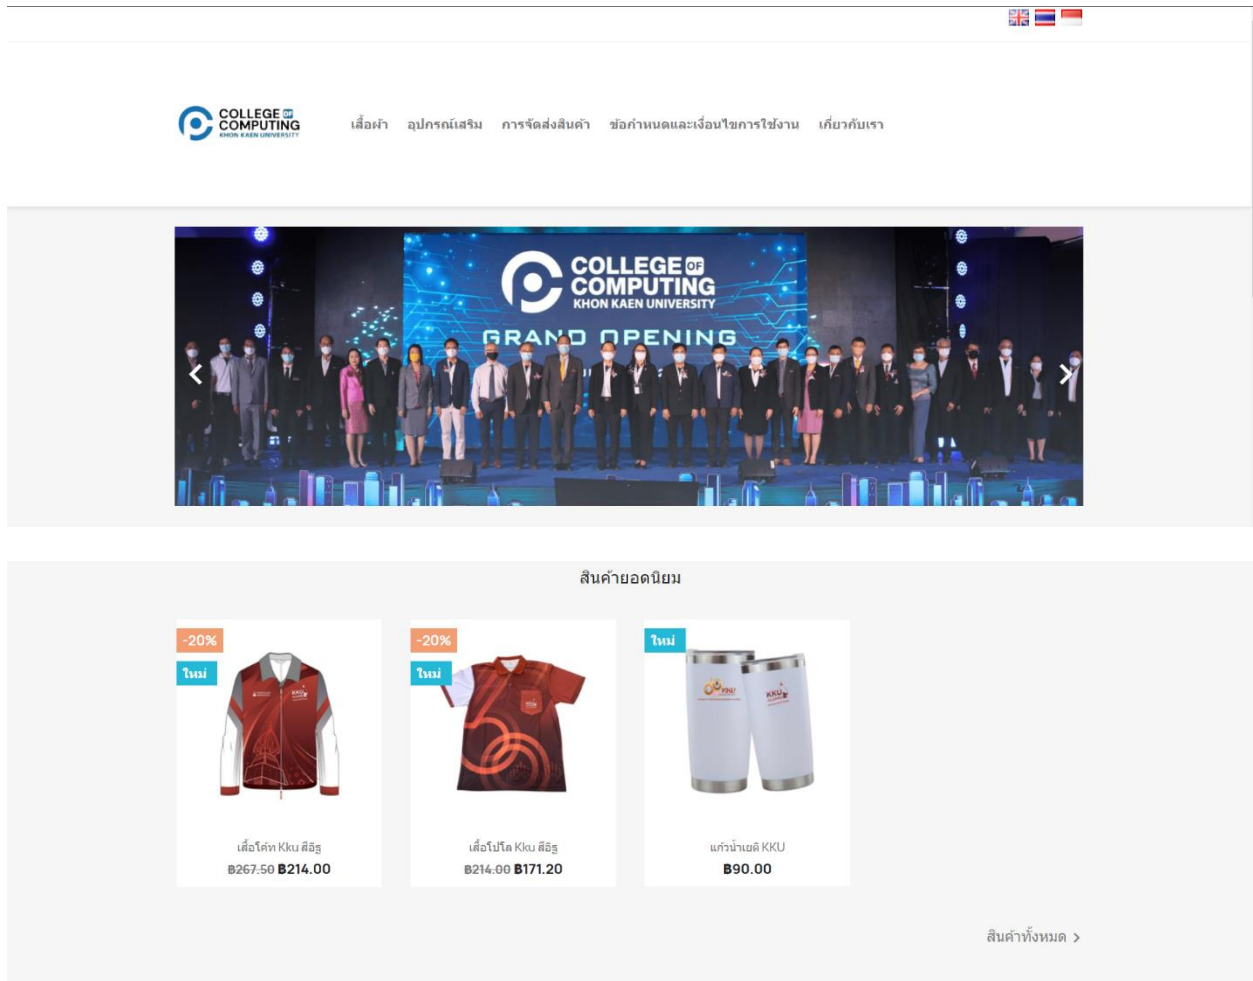 COLLEGE OF
COMPUTING
KHON KAEN UNIVERSITY
เสื้อผ้า อุปกรณ์เสริม การจัดส่งสินค้า ข้อกำหนดและเงื่อนไขการใช้งาน เกี่ยวกับเรา
COLLEGE OF
COMPUTING
KHON KAEN UNIVERSITY
GRAND OPENING
สินค้ายอดนิยม
-20%
ใหม่
KKU
เสื้อโค้ท Kku สีอิฐ
฿267.50 ฿214.00
-20%
ใหม่
เสื้อโปโล Kku สีอิฐ
฿214.00 ฿171.20
ใหม่
KKU
KKU
แก้วน้ำเยติ KKU
฿90.00
สินค้าทั้งหมด